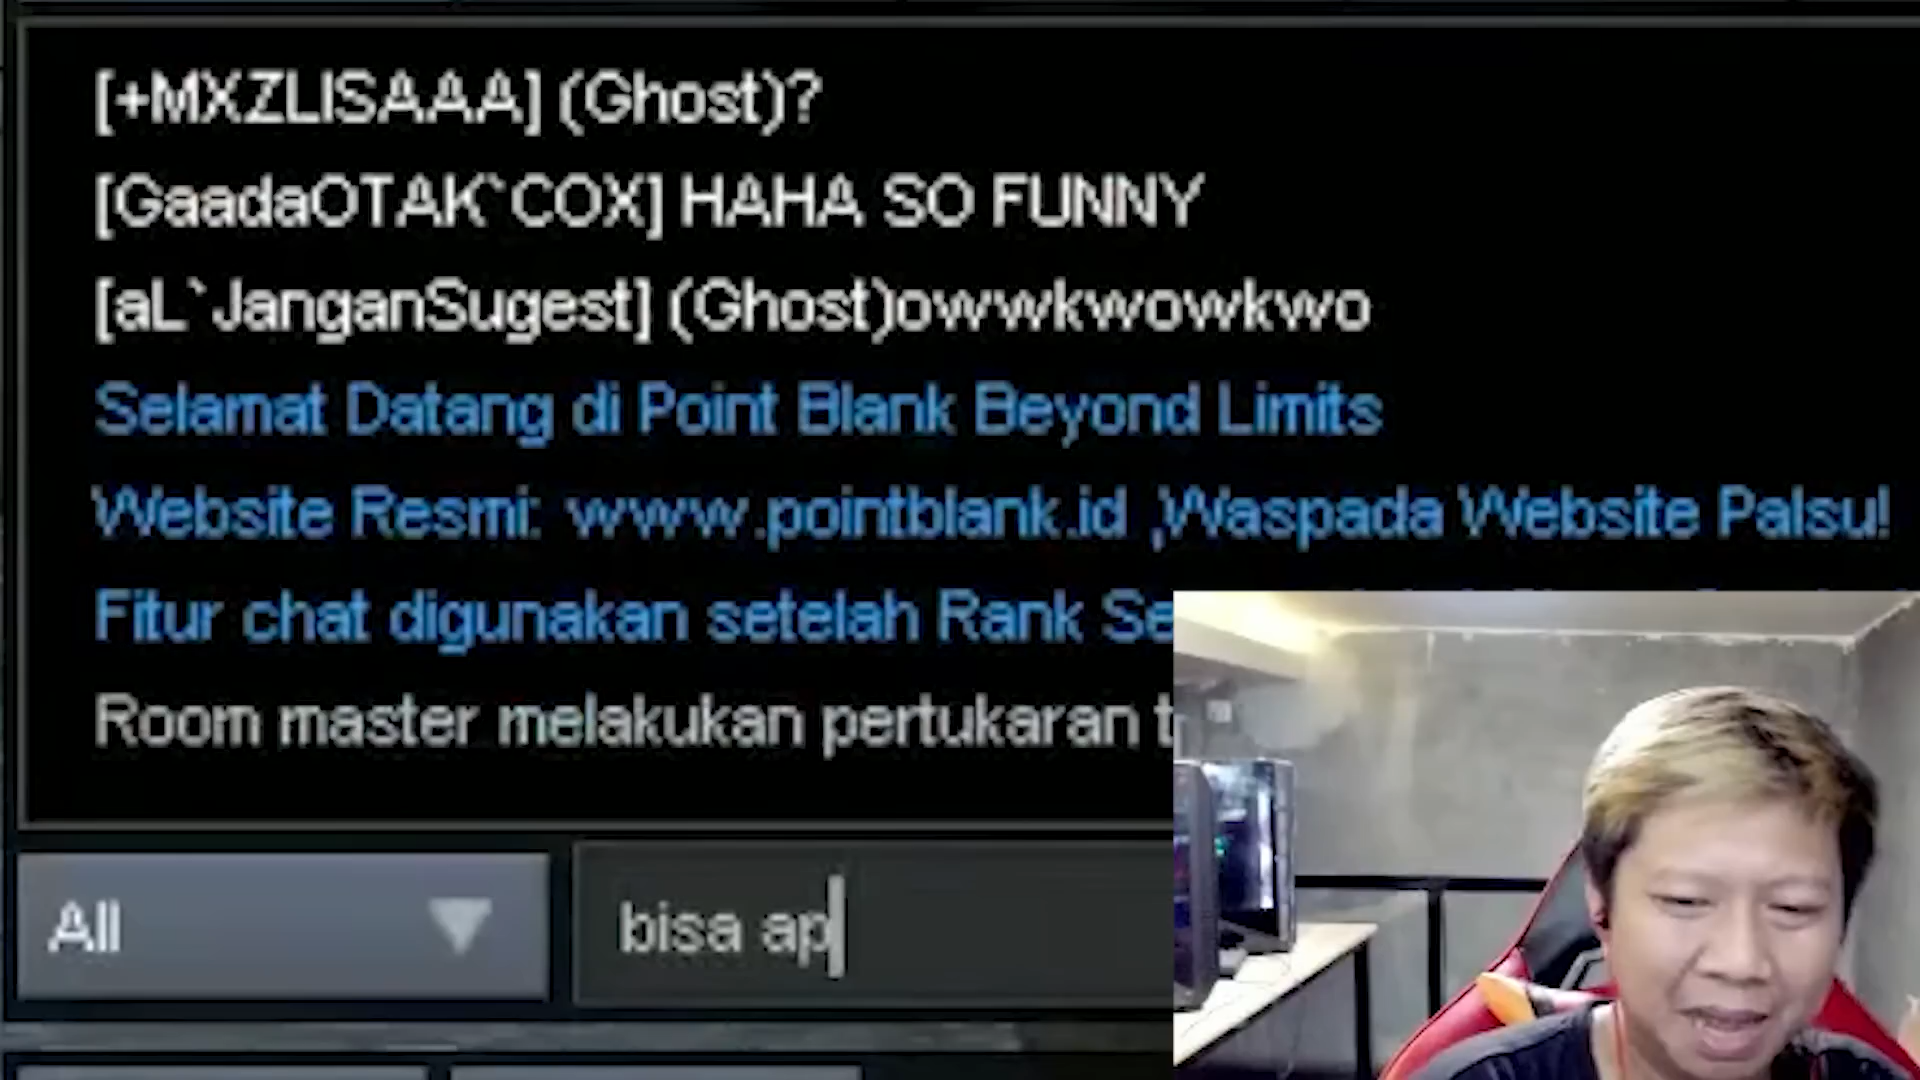 [+MXZLISAAA] (Ghost)?
[GaadaOTAK`COX] HAHA SO FUNNY
[aL`JanganSugest] (Ghost)owwkwowkwo
Selamat Datang di Point Blank Beyond Limits
Website Resmi: www.pointblank.id ,Waspada Website Palsu!
Fitur chat digunakan setelah Rank Se
Room master melakukan pertukaran t
All
bisa ap